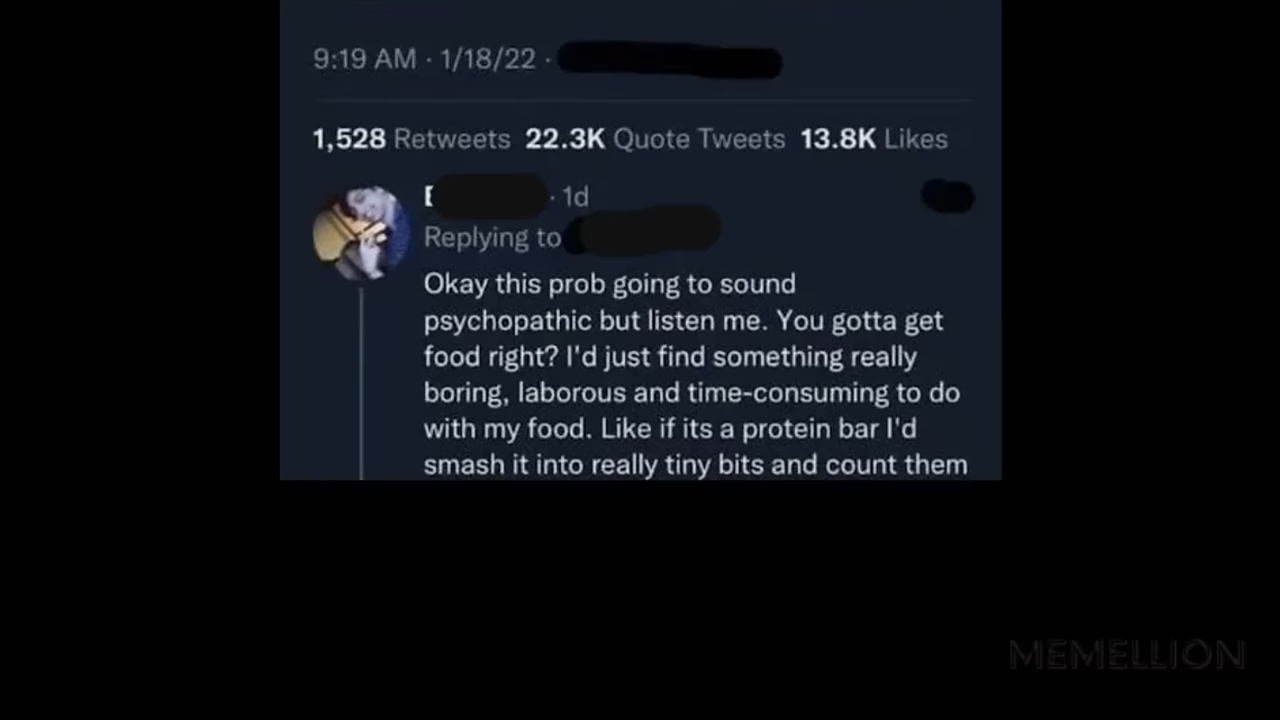 9:19 AM · 1/18/22 ·
1,528 Retweets 22.3K Quote Tweets 13.8K Likes
· 1d
Replying to
Okay this prob going to sound
psychopathic but listen me. You gotta get
food right? I'd just find something really
boring, laborous and time-consuming to do
with my food. Like if its a protein bar I'd
smash it into really tiny bits and count them
MEMELLION